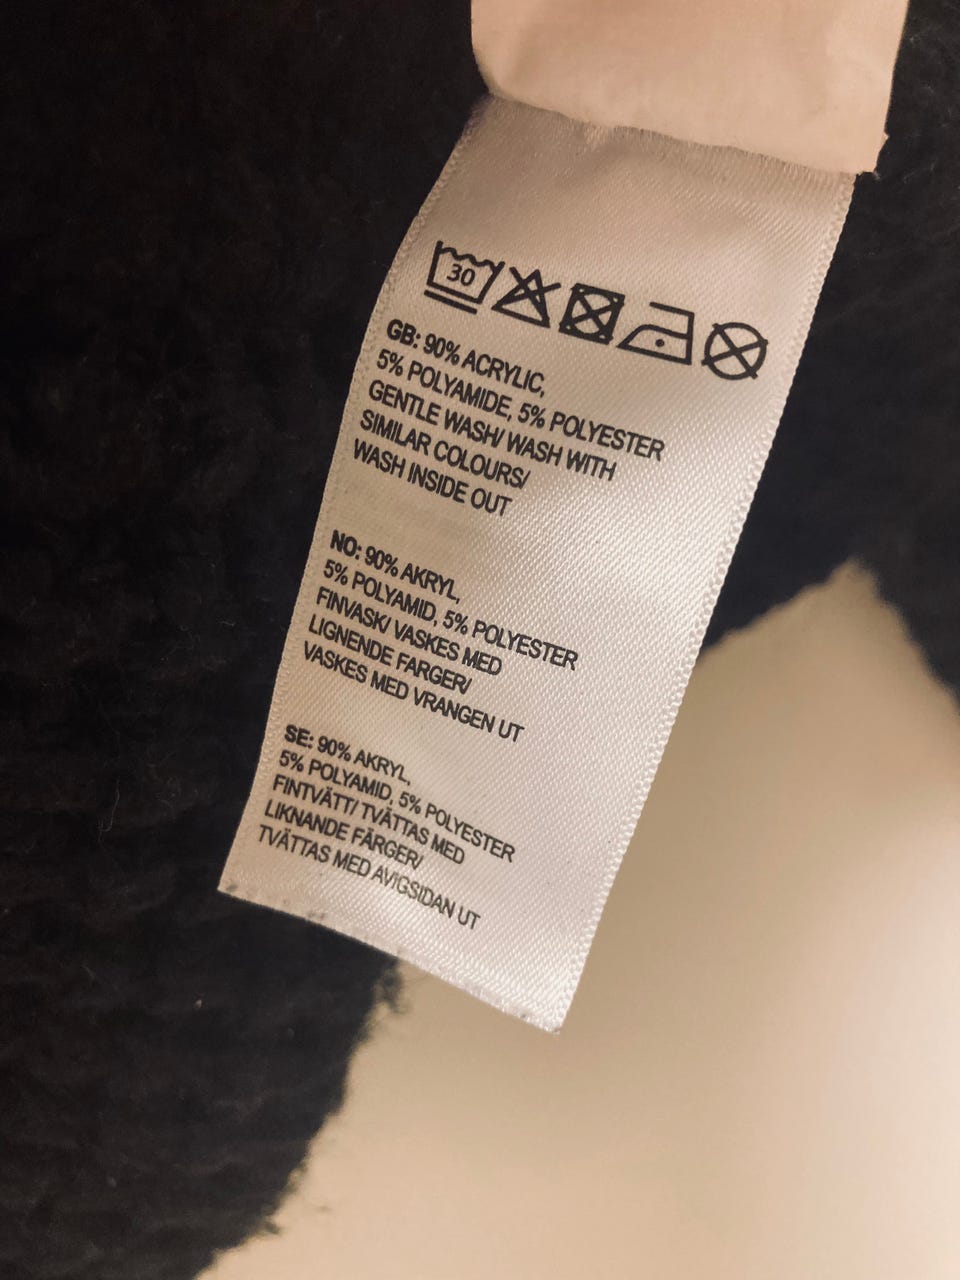 30
GB: 90% ACRYLIC,
5% POLYAMIDE, 5% POLYESTER
GENTLE WASH/ WASH WITH
SIMILAR COLOURS/
WASH INSIDE OUT
NO: 90% AKRYL,
5% POLYAMID, 5% POLYESTER
FINVASK/ VASKES MED
LIGNENDE FARGER/
VASKES MED VRANGEN UT
SE: 90% AKRYL,
5% POLYAMID, 5% POLYESTER
FINTVÄTT/ TVÄTTAS MED
LIKNANDE FÄRGER/
TVÄTTAS MED AVIGSIDAN UT